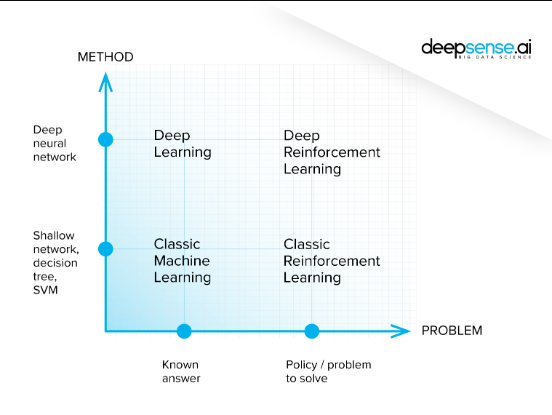 deepsense.ai
BIG DATA SCIENCE
METHOD
Deep
neural
network
Deep
Learning
Deep
Reinforcement
Learning
Shallow
network,
decision
tree,
SVM
Classic
Machine
Learning
Classic
Reinforcement
Learning
PROBLEM
Known
answer
Policy / problem
to solve